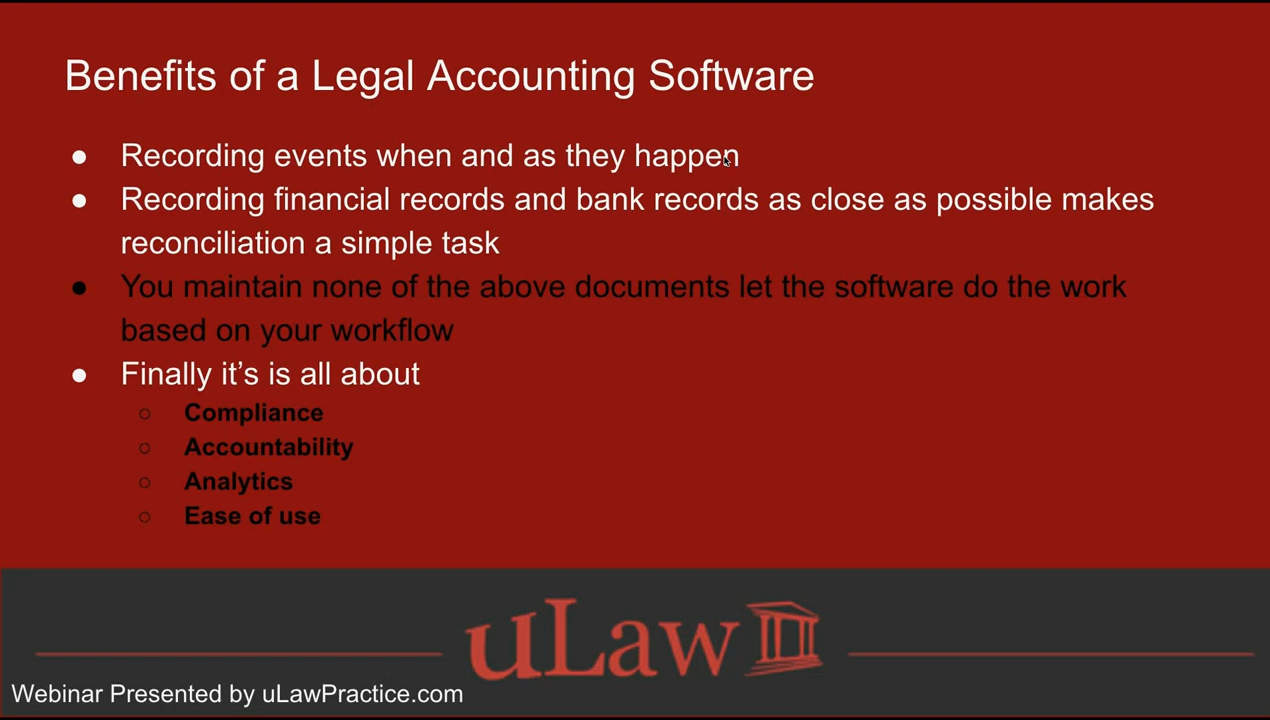 Benefits of a Legal Accounting Software
● Recording events when and as they happen
● Recording financial records and bank records as close as possible makes
reconciliation a simple task
● You maintain none of the above documents let the software do the work
based on your workflow
● Finally it’s is all about
○ Compliance
○ Accountability
○ Analytics
○ Ease of use
uLaw
Webinar Presented by uLawPractice.com